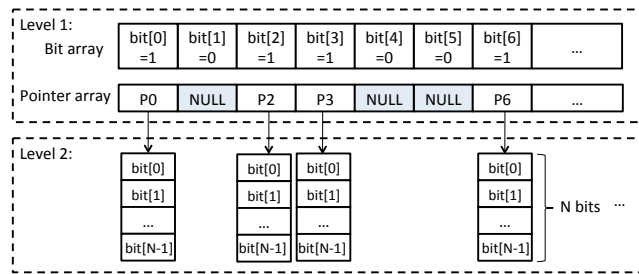 Level 1:
Bit array
bit[0] =1 bit[1] =0 bit[2] =1 bit[3] =1 bit[4] =0 bit[5] =0 bit[6] =1 ...
Pointer array P0 NULL P2 P3 NULL NULL P6 ...
Level 2:
bit[0] bit[0] bit[0] bit[0]
bit[1] bit[1] bit[1] bit[1]
N bits ...
... ... ... ...
bit[N-1] bit[N-1] bit[N-1] bit[N-1]